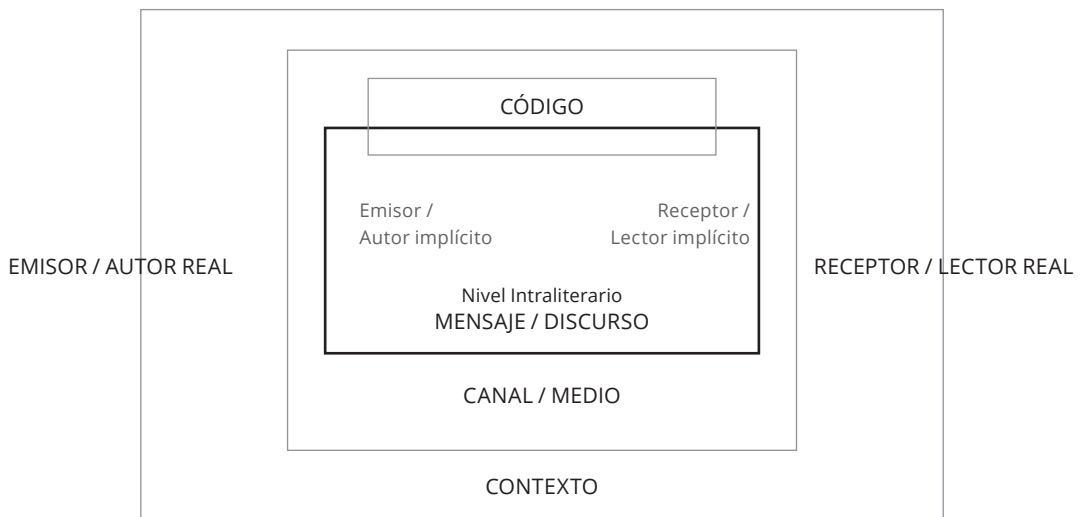 CÓDIGO
Emisor /
Autor implícito
Receptor /
Lector implícito
EMISOR / AUTOR REAL
RECEPTOR / LECTOR REAL
Nivel Intraliterario
MENSAJE / DISCURSO
CANAL / MEDIO
CONTEXTO